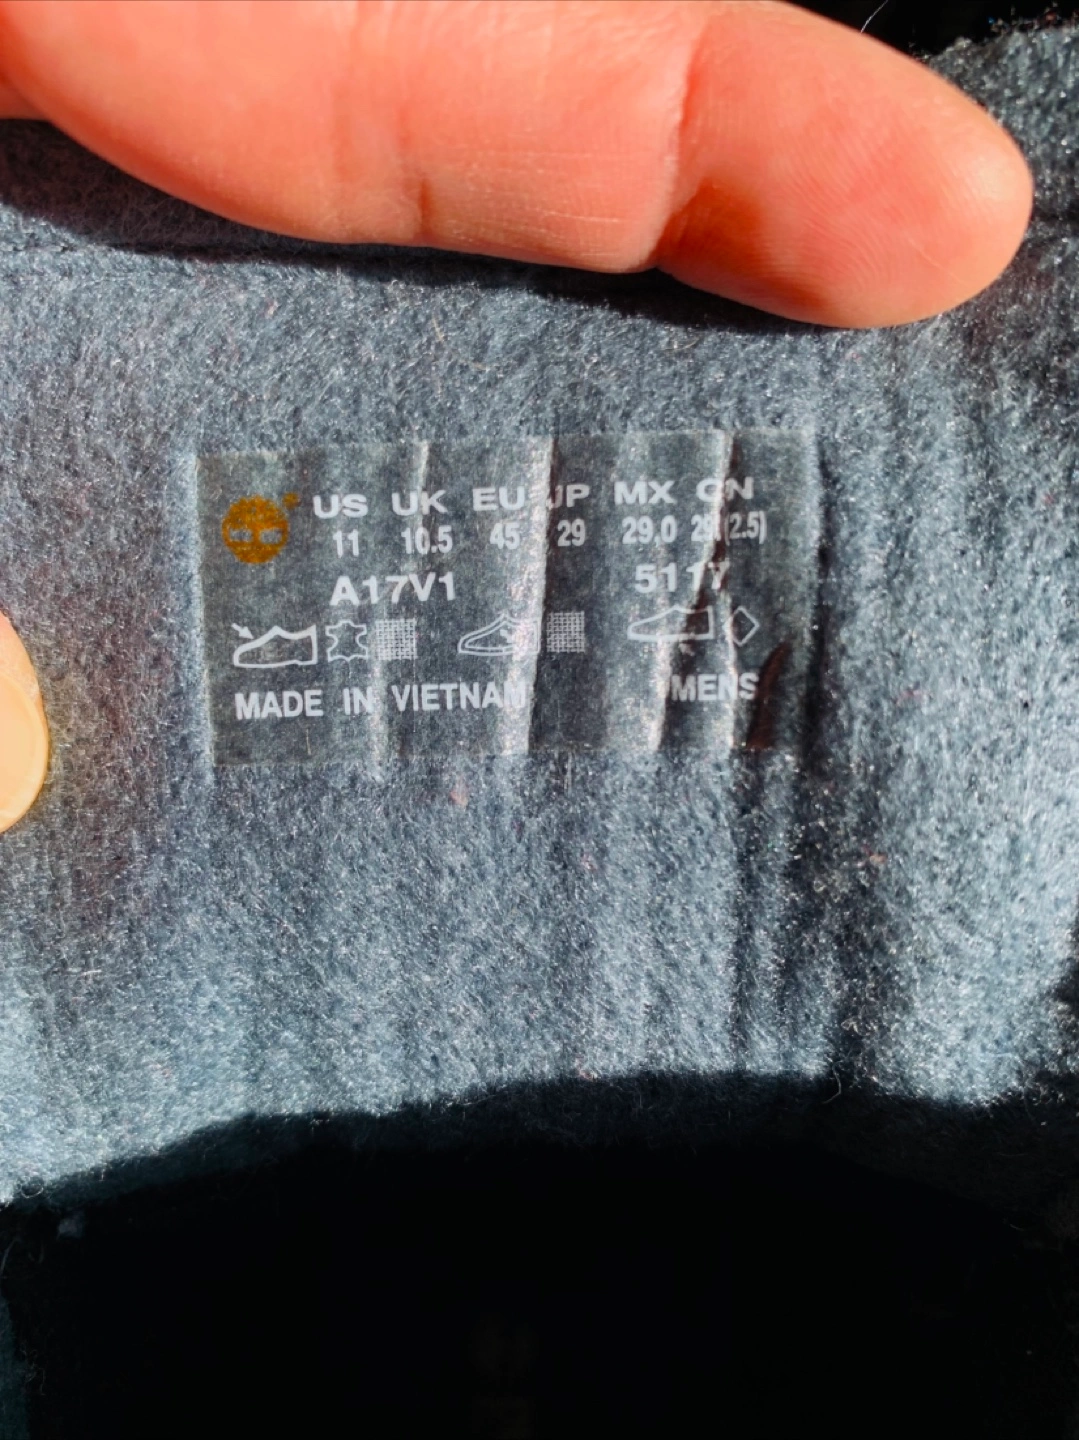 US UK EU JP MX CN
11 10.5 45 29 29.0 (2.5)
A17V1 5117
MADE IN VIETNAM MENS